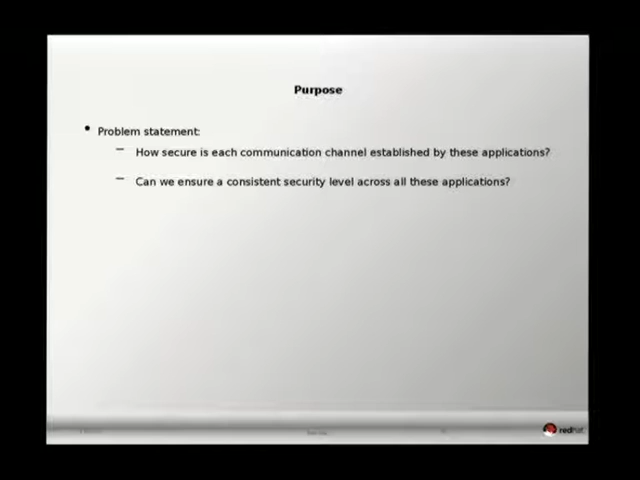 Purpose
• Problem statement:
– How secure is each communication channel established by these applications?
– Can we ensure a consistent security level across all these applications?
redhat.